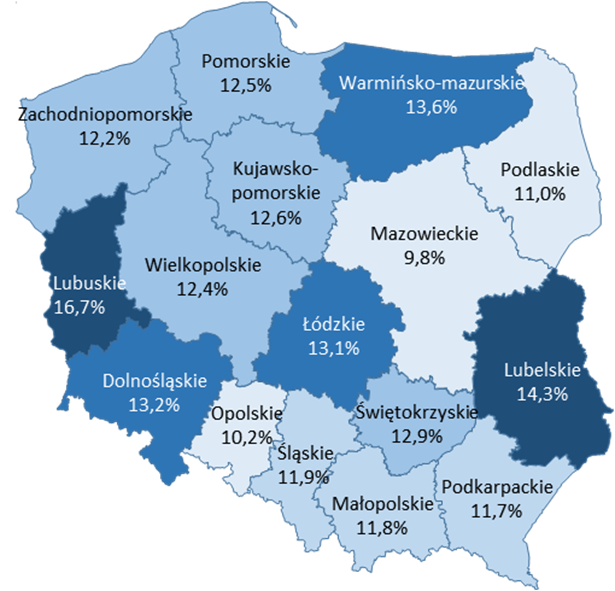 Pomorskie
12,5%
Warmińsko-mazurskie
13,6%
Zachodniopomorskie
12,2%
Kujawsko-
pomorskie
12,6%
Podlaskie
11,0%
Mazowieckie
9,8%
Wielkopolskie
12,4%
Lubuskie
16,7%
Łódzkie
13,1%
Lubelskie
14,3%
Dolnośląskie
13,2%
Opolskie
10,2%
Świętokrzyskie
12,9%
Śląskie
11,9%
Małopolskie
11,8%
Podkarpackie
11,7%